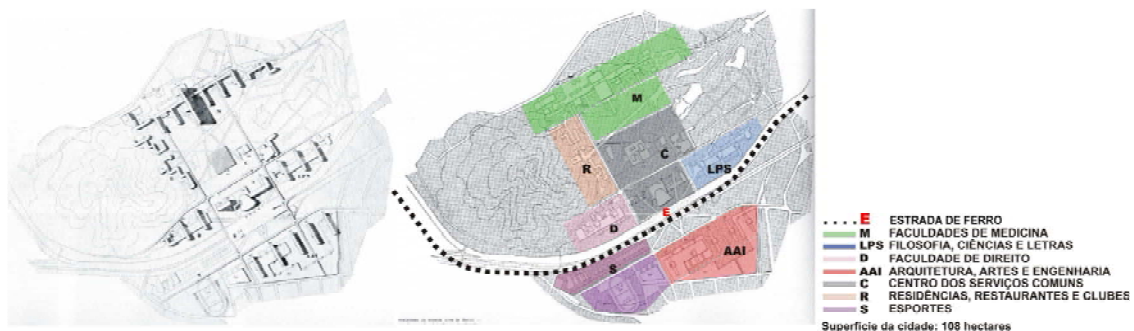 M
C
R
LPS
E
D
AAI
S
E ESTRADA DE FERRO
M FACULDADES DE MEDICINA
LPS FILOSOFIA, CIÊNCIAS E LETRAS
D FACULDADE DE DIREITO
AAI ARQUITETURA, ARTES E ENGENHARIA
C CENTRO DOS SERVIÇOS COMUNS
R RESIDÊNCIAS, RESTAURANTES E CLUBES
S ESPORTES
Superfície da cidade: 108 hectares